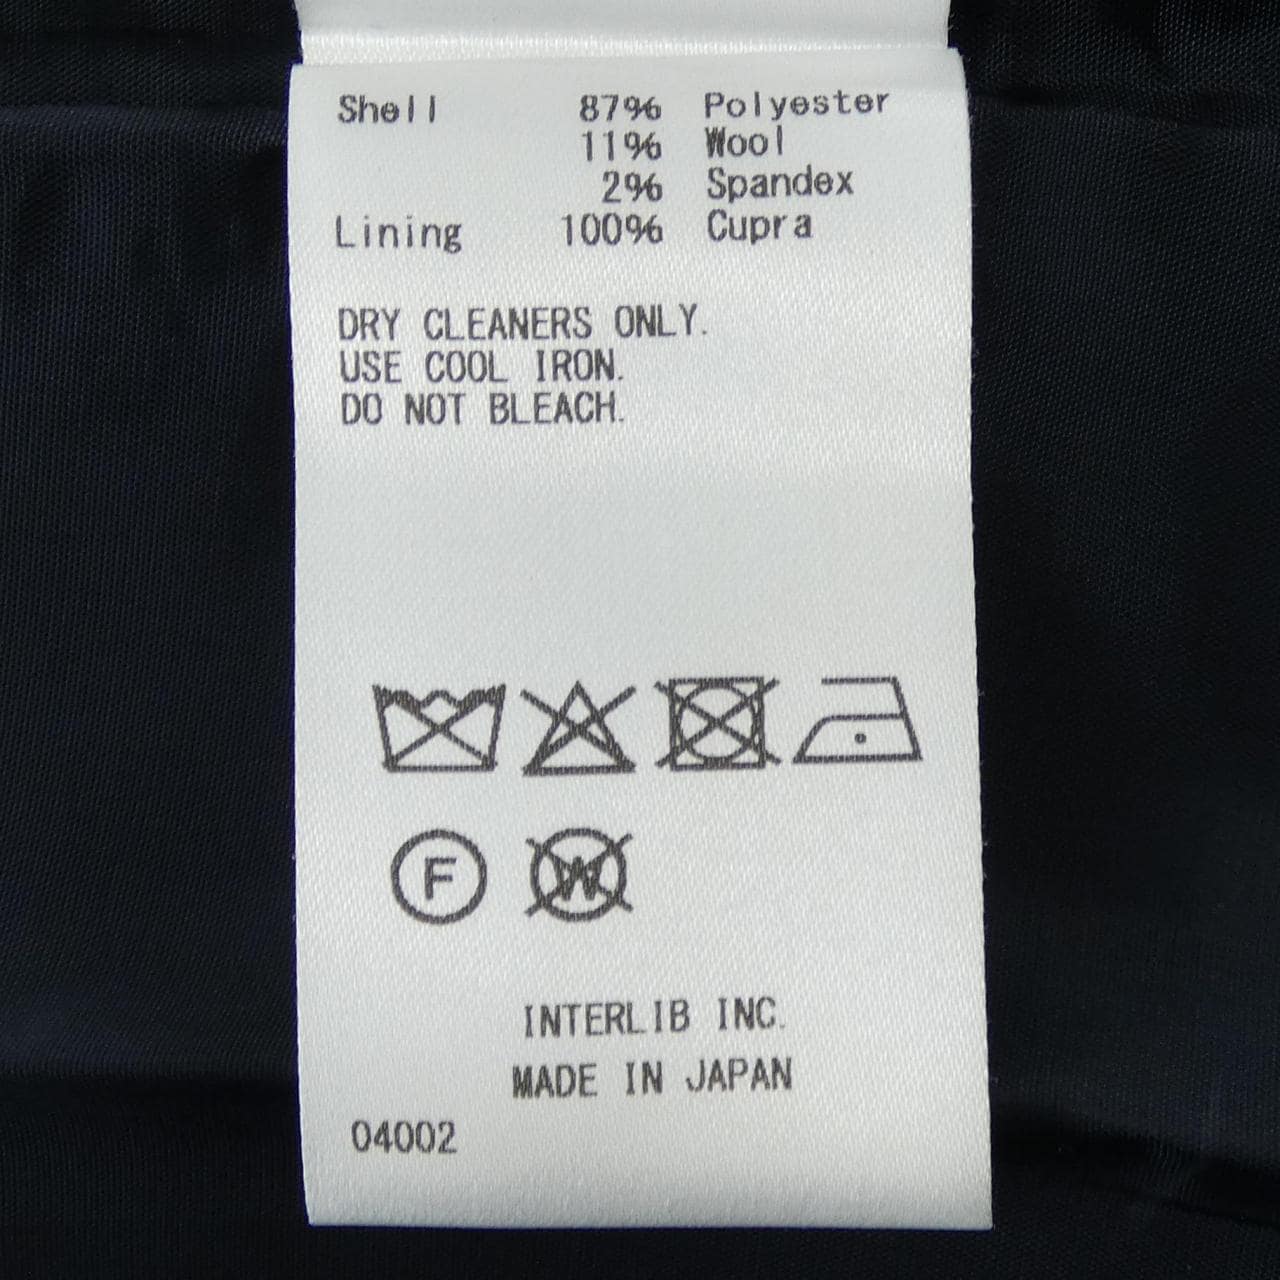 Shell 87% Polyester
11% Wool
2% Spandex
Lining 100% Cupra
DRY CLEANERS ONLY.
USE COOL IRON.
DO NOT BLEACH.
F W
INTERLIB INC.
MADE IN JAPAN
04002